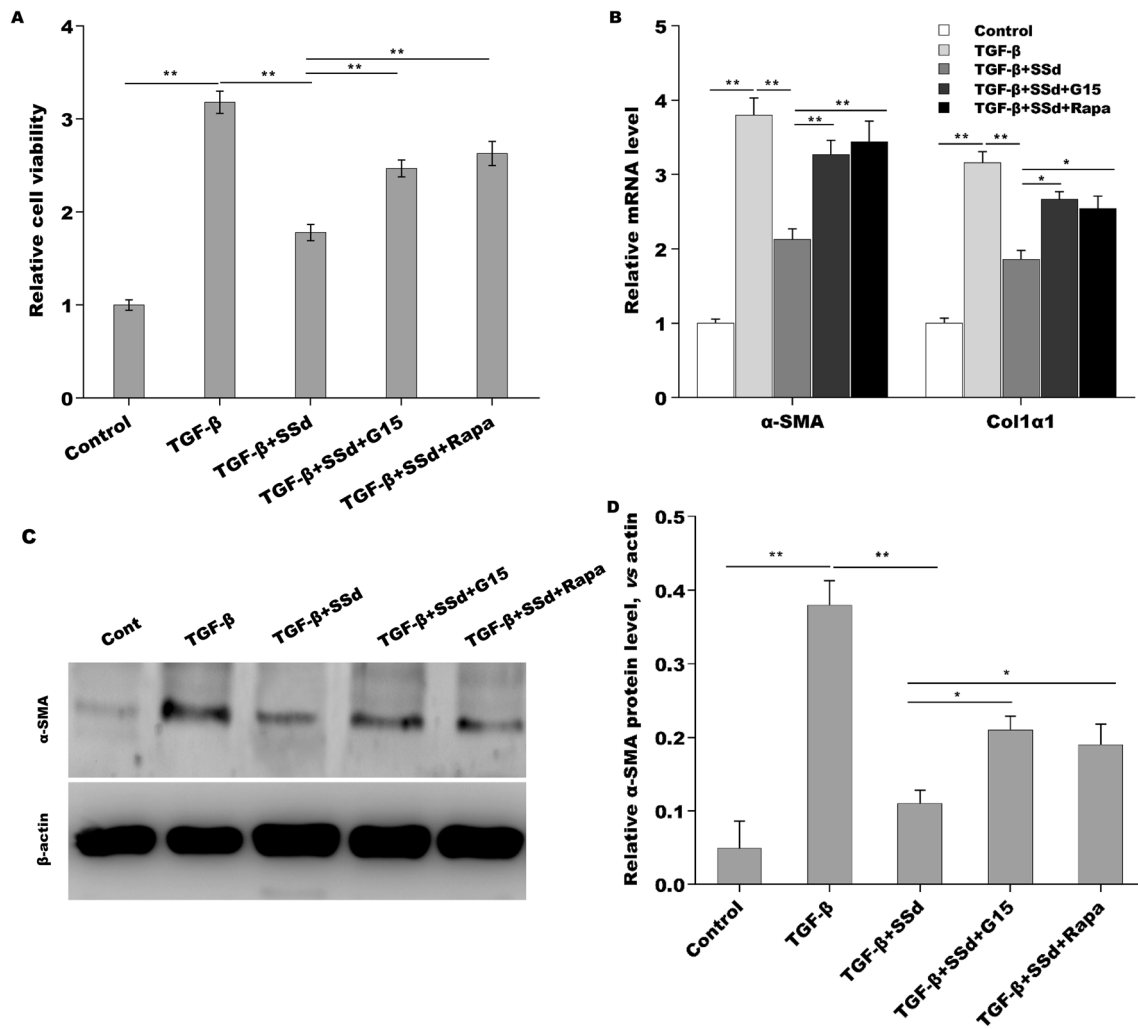 A
Relative cell viability
4
3
2
1
0
** ** ** **
Control
TGF-β
TGF-β+SSd
TGF-β+SSd+G15
TGF-β+SSd+Rapa
B
Relative mRNA level
5
4
3
2
1
0
Control
TGF-β
TGF-β+SSd
TGF-β+SSd+G15
TGF-β+SSd+Rapa
** ** ** **
** ** * *
α-SMA
Col1α1
C
Cont
TGF-β
TGF-β+SSd
TGF-β+SSd+G15
TGF-β+SSd+Rapa
α-SMA
β-actin
D
Relative α-SMA protein level, vs actin
0.5
0.4
0.3
0.2
0.1
0.0
** ** * *
Control
TGF-β
TGF-β+SSd
TGF-β+SSd+G15
TGF-β+SSd+Rapa